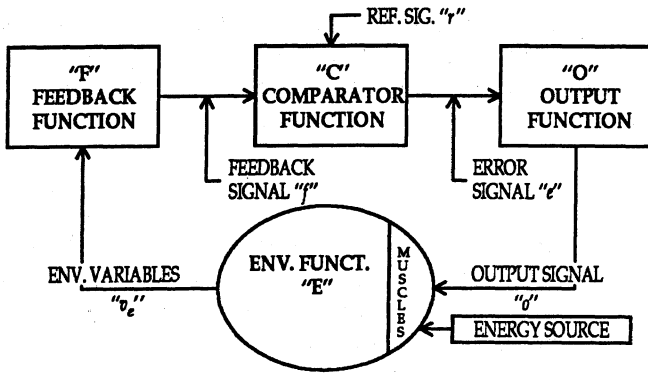 REF. SIG. "r"
"F"
FEEDBACK
FUNCTION
"C"
COMPARATOR
FUNCTION
"O"
OUTPUT
FUNCTION
FEEDBACK
SIGNAL "f"
ERROR
SIGNAL "e"
ENV. VARIABLES
"ve"
ENV. FUNCT.
"E"
MUSCLES
OUTPUT SIGNAL
"o"
ENERGY SOURCE